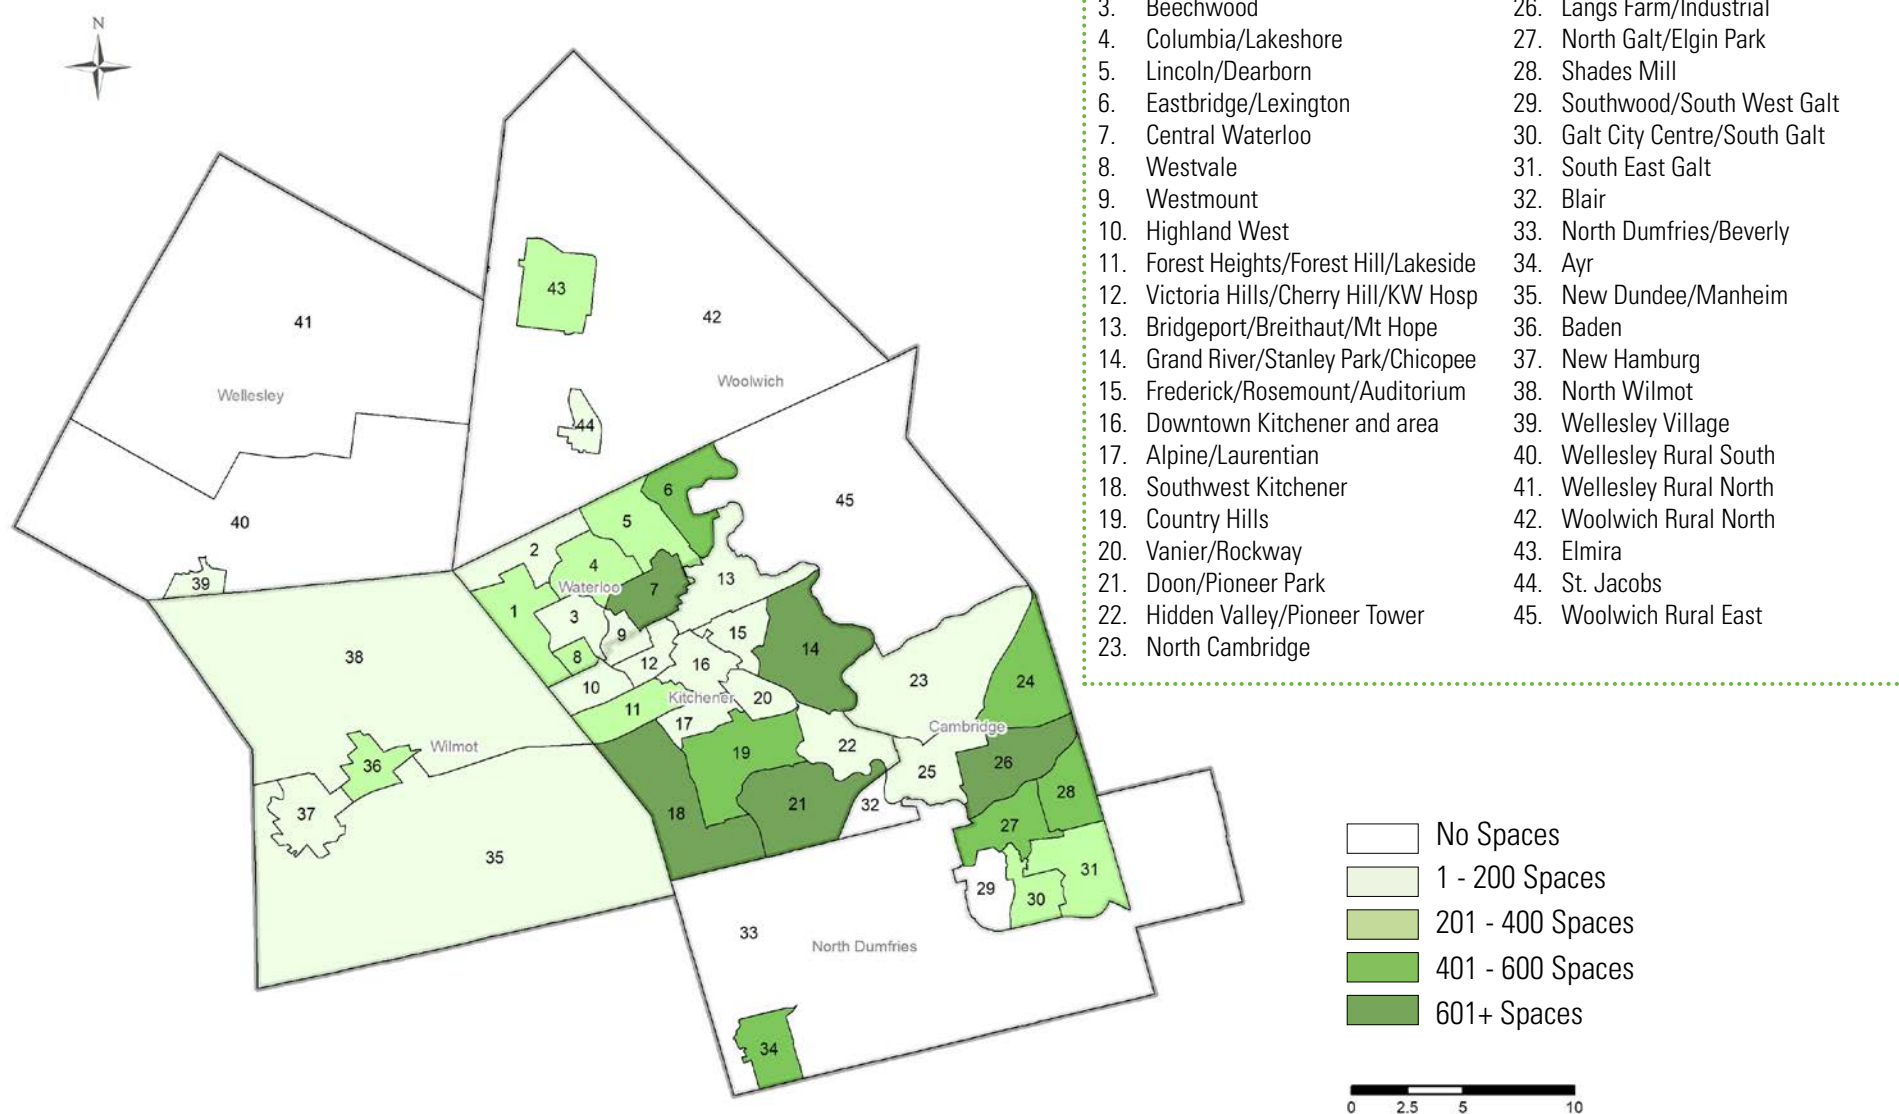 N
41
Wellesley
40
39
43
42
Woolwich
44
45
6
5
2
4
Waterloo
7
13
1
3
9
15
8
12
16
14
10
Kitchener
20
11
17
23
24
38
Cambridge
Wilmot
22
19
26
36
25
28
37
18
21
32
27
35
31
29
30
33
North Dumfries
34
3. Beechwood
4. Columbia/Lakeshore
5. Lincoln/Dearborn
6. Eastbridge/Lexington
7. Central Waterloo
8. Westvale
9. Westmount
10. Highland West
11. Forest Heights/Forest Hill/Lakeside
12. Victoria Hills/Cherry Hill/KW Hosp
13. Bridgeport/Breithaut/Mt Hope
14. Grand River/Stanley Park/Chicopee
15. Frederick/Rosemount/Auditorium
16. Downtown Kitchener and area
17. Alpine/Laurentian
18. Southwest Kitchener
19. Country Hills
20. Vanier/Rockway
21. Doon/Pioneer Park
22. Hidden Valley/Pioneer Tower
23. North Cambridge
26. Langs Farm/Industrial
27. North Galt/Elgin Park
28. Shades Mill
29. Southwood/South West Galt
30. Galt City Centre/South Galt
31. South East Galt
32. Blair
33. North Dumfries/Beverly
34. Ayr
35. New Dundee/Manheim
36. Baden
37. New Hamburg
38. North Wilmot
39. Wellesley Village
40. Wellesley Rural South
41. Wellesley Rural North
42. Woolwich Rural North
43. Elmira
44. St. Jacobs
45. Woolwich Rural East
No Spaces
1 - 200 Spaces
201 - 400 Spaces
401 - 600 Spaces
601+ Spaces
0 2.5 5 10